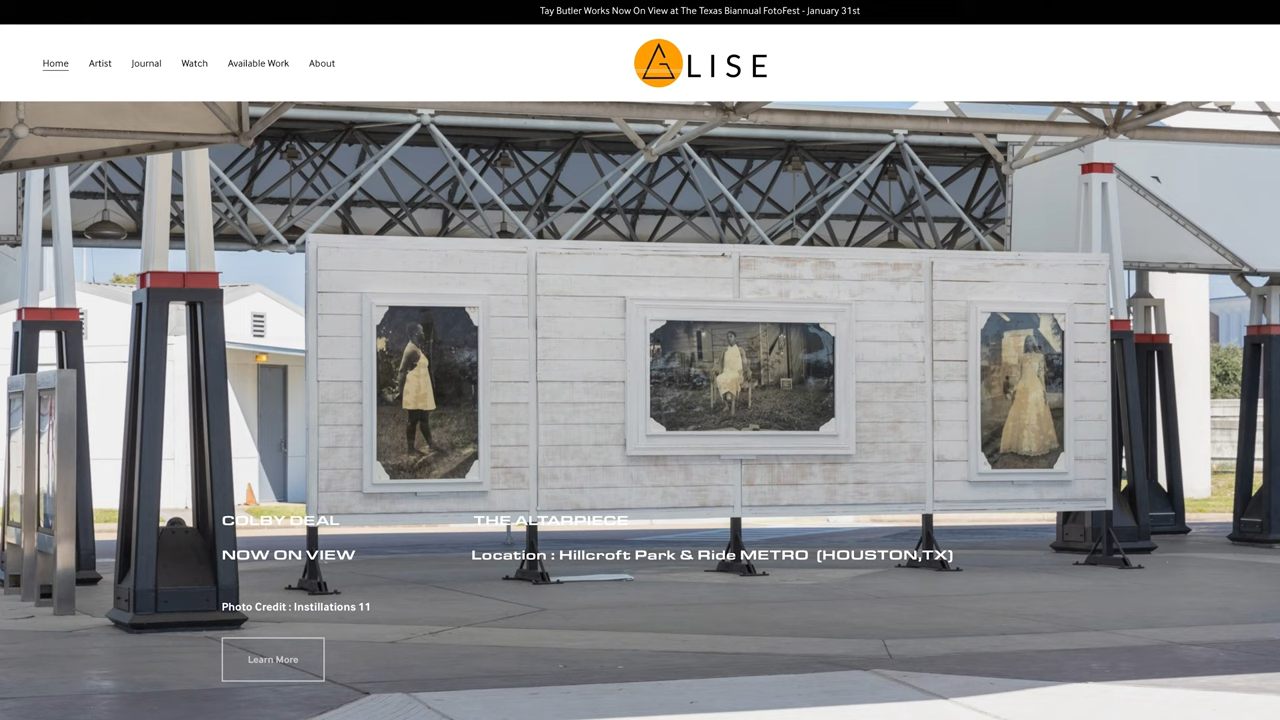 Tay Butler Works Now On View at The Texas Biannual FotoFest - January 31st
Home Artist Journal Watch Available Work About
GLISE
COLBY DEAL THE ALTARPIECE
NOW ON VIEW Location : Hillcroft Park & Ride METRO (HOUSTON,TX)
Photo Credit : Instillations 11
Learn More